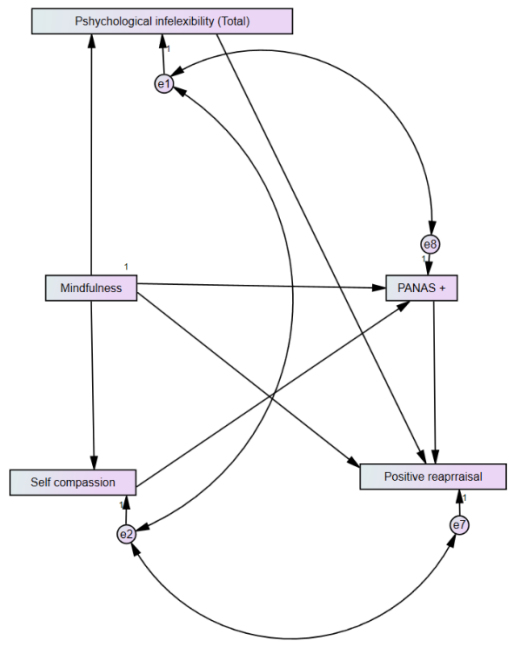 Pshychological infelexibility (Total)
1
e1
e8
1
1
Mindfulness
PANAS +
Self compassion
Positive reaprraisal
1
1
e2
e7